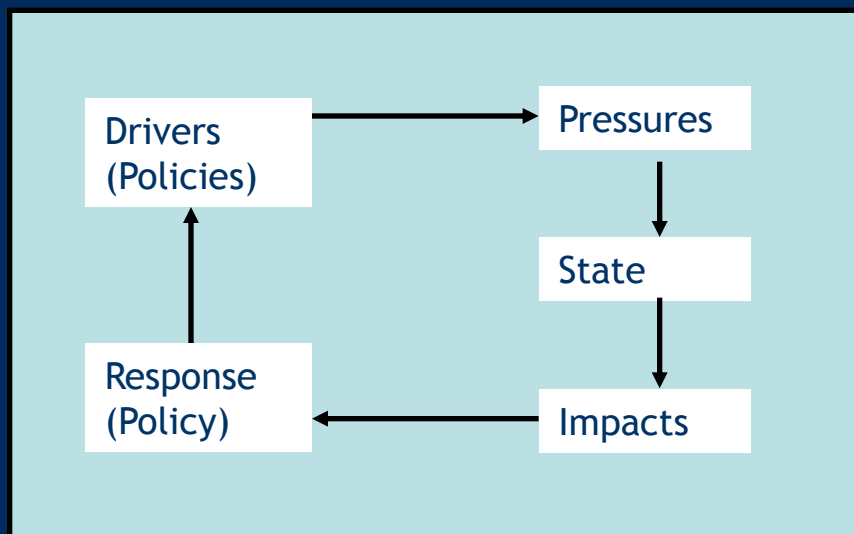 Drivers
(Policies)
Pressures
State
Response
(Policy)
Impacts